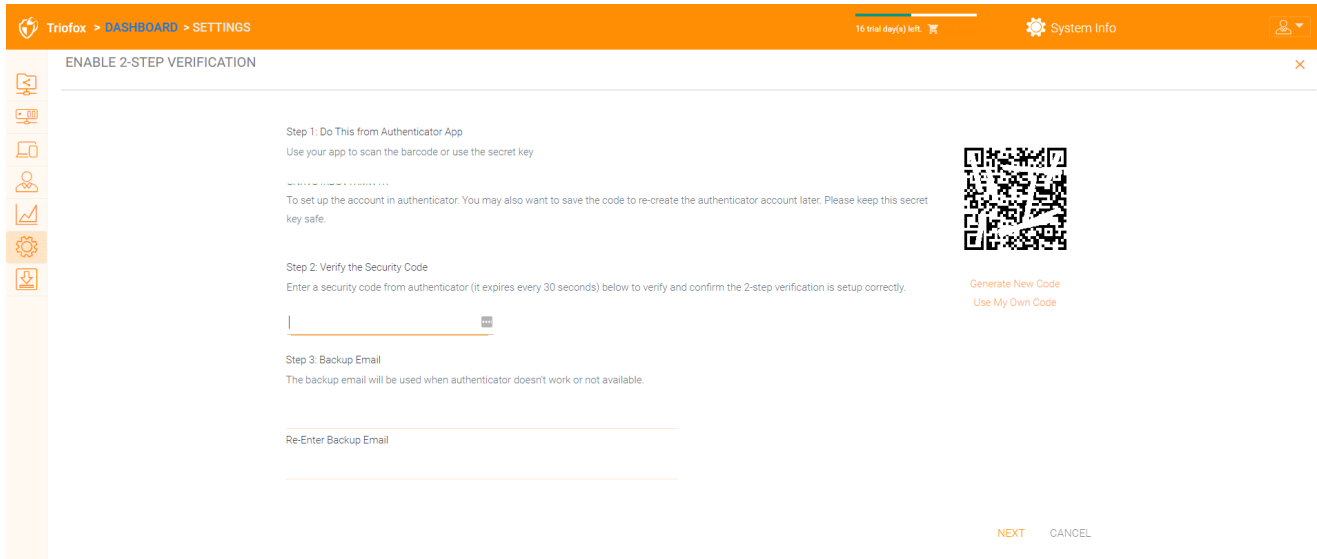 Triofox > DASHBOARD > SETTINGS
16 trial day(s) left.
System Info
ENABLE 2-STEP VERIFICATION
Step 1: Do This from Authenticator App
Use your app to scan the barcode or use the secret key
To set up the account in authenticator. You may also want to save the code to re-create the authenticator account later. Please keep this secret
key safe.
Step 2: Verify the Security Code
Enter a security code from authenticator (it expires every 30 seconds) below to verify and confirm the 2-step verification is setup correctly.
Generate New Code
Use My Own Code
Step 3: Backup Email
The backup email will be used when authenticator doesn't work or not available.
Re-Enter Backup Email
NEXT CANCEL